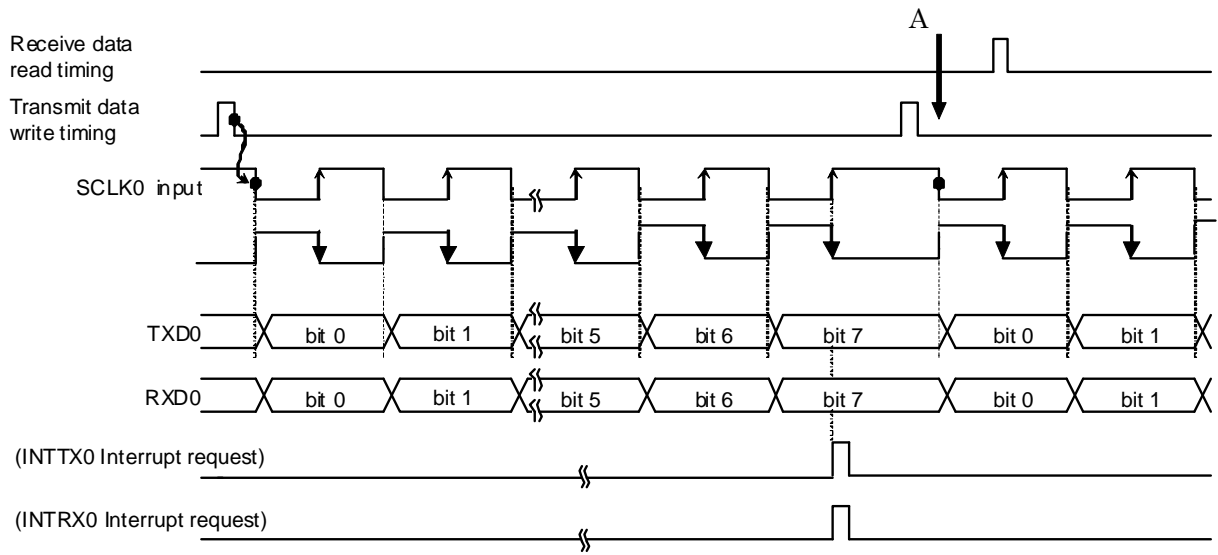 A
Receive data
read timing
Transmit data
write timing
SCLK0 input
TXD0 bit 0 bit 1 bit 5 bit 6 bit 7 bit 0 bit 1
RXD0 bit 0 bit 1 bit 5 bit 6 bit 7 bit 0 bit 1
(INTTX0 Interrupt request)
(INTRX0 Interrupt request)